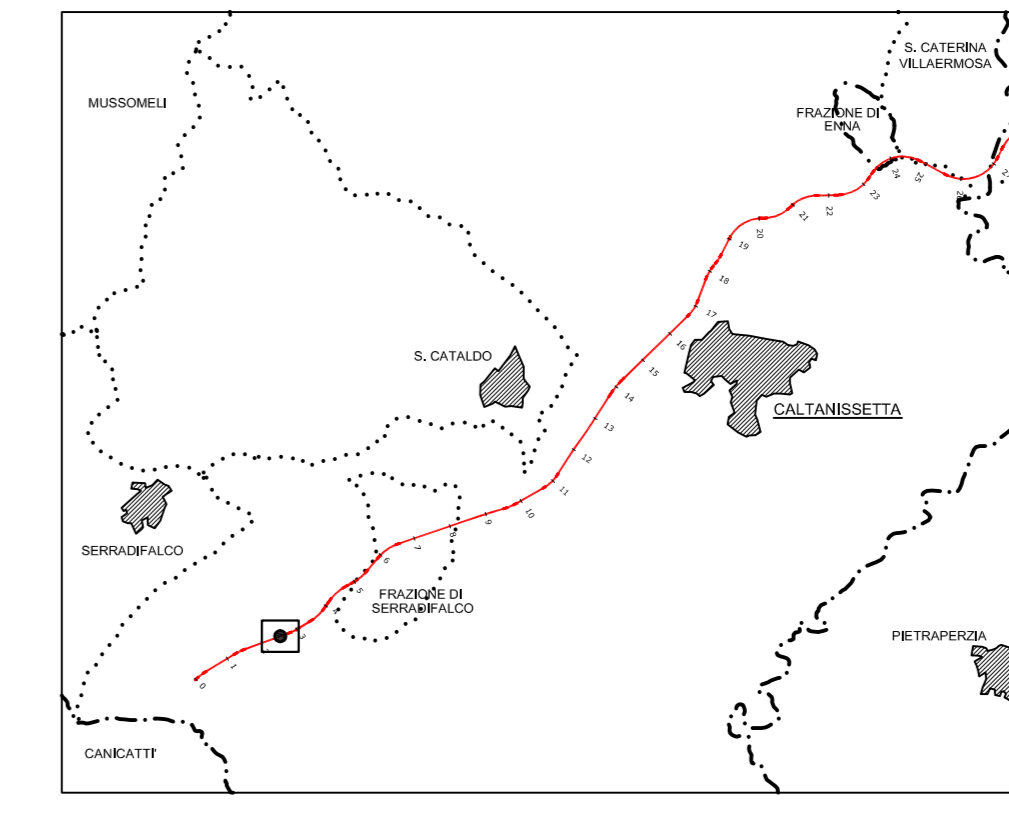 S. CATERINA
VILLAERMOSA
MUSSOMELI
FRAZIONE DI
ENNA
S. CATALDO
CALTANISSETTA
SERRADIFALCO
FRAZIONE DI
SERRADIFALCO
PIETRAPERZIA
CANICATTI'
0
1
3
4
5
6
7
8
9
10
11
12
13
14
15
16
17
18
19
20
21
22
23
24
25
26